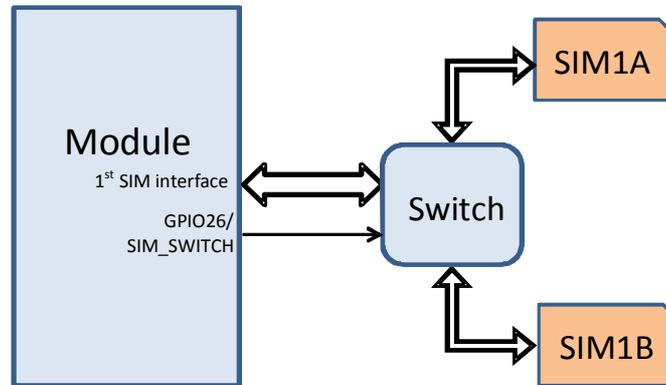 Module
1st SIM interface
GPIO26/
SIM_SWITCH
Switch
SIM1A
SIM1B